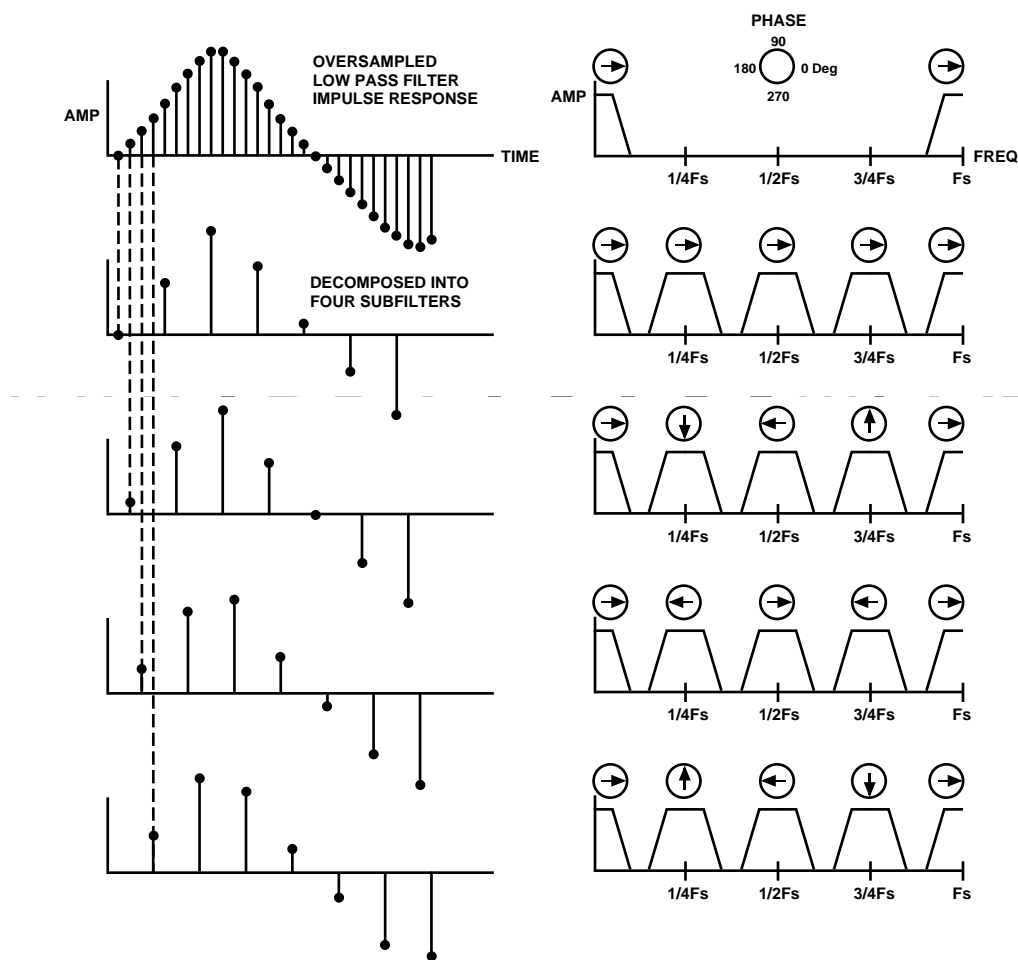 OVERSAMPLED
LOW PASS FILTER
IMPULSE RESPONSE
AMP
TIME
PHASE
90
180
0 Deg
270
AMP
FREQ
1/4Fs
1/2Fs
3/4Fs
Fs
DECOMPOSED INTO
FOUR SUBFILTERS
1/4Fs
1/2Fs
3/4Fs
Fs
1/4Fs
1/2Fs
3/4Fs
Fs
1/4Fs
1/2Fs
3/4Fs
Fs
1/4Fs
1/2Fs
3/4Fs
Fs